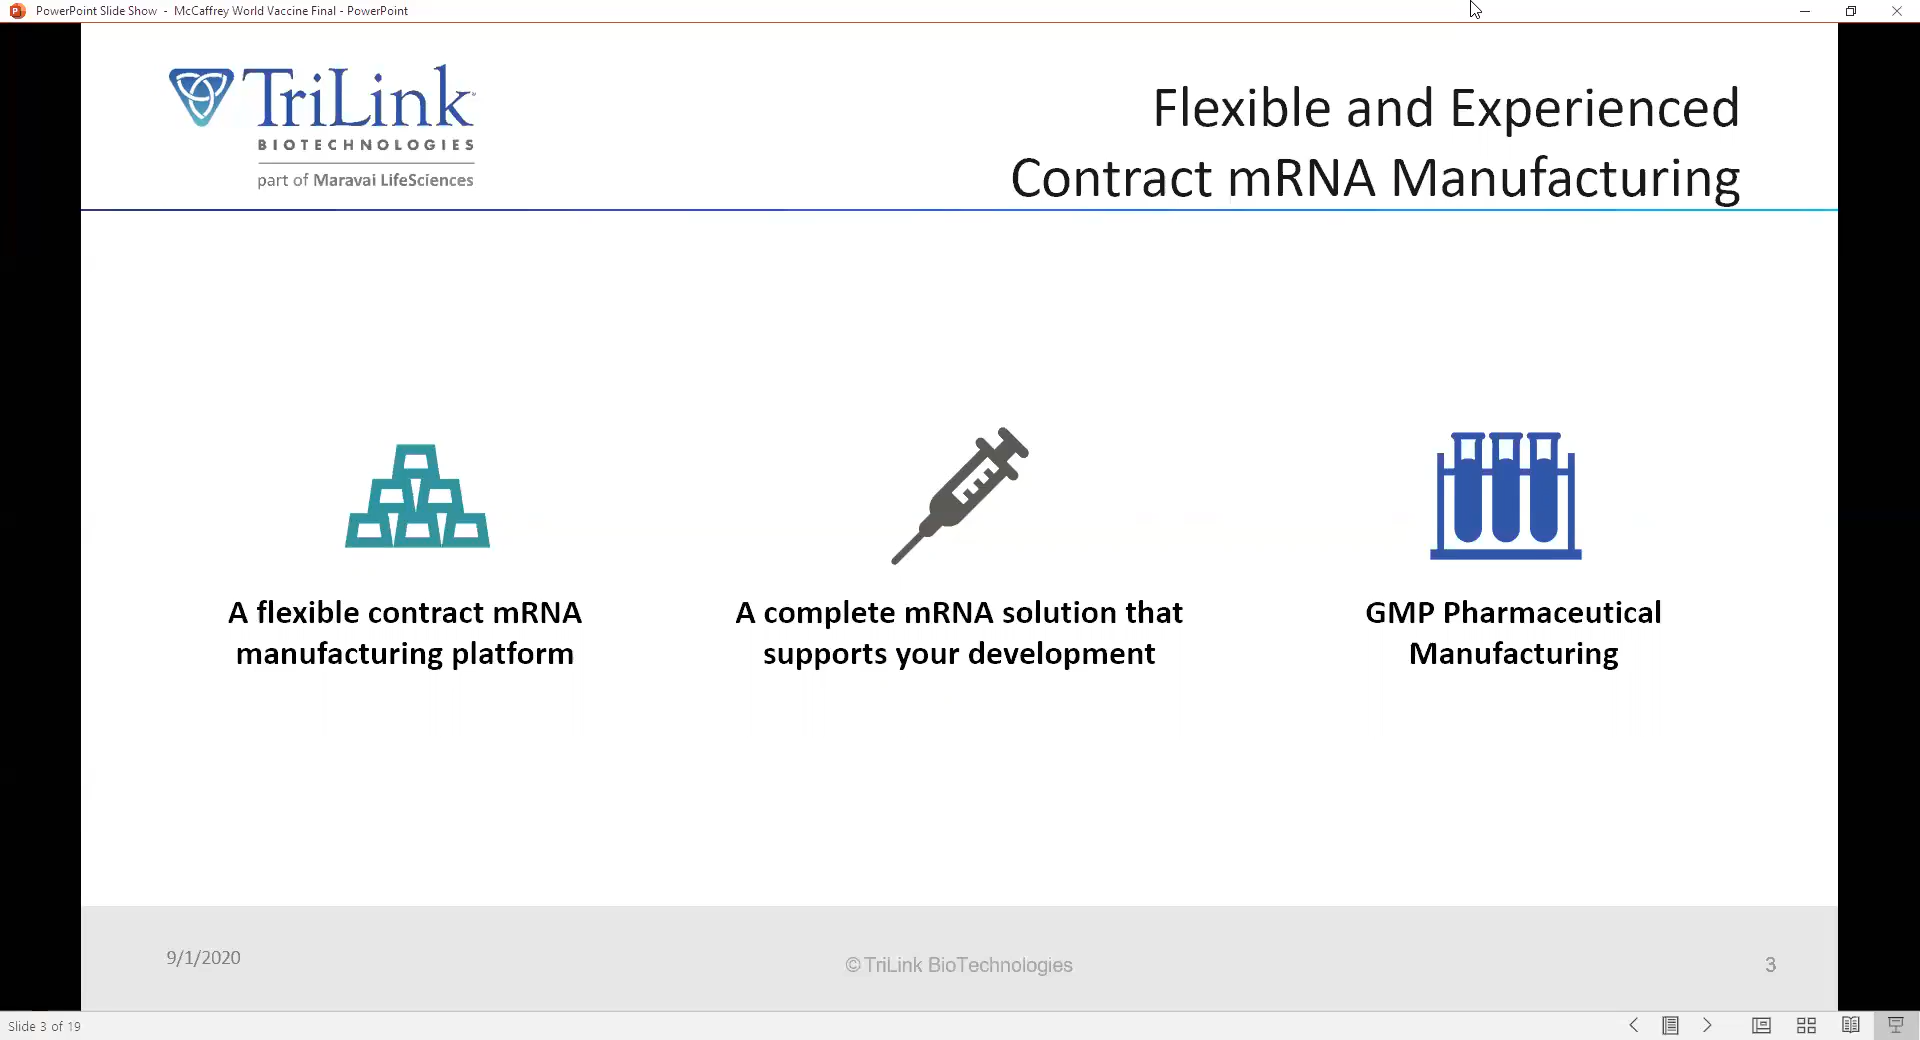 PowerPoint Slide Show - McCaffrey World Vaccine Final - PowerPoint
TriLink
BIOTECHNOLOGIES
part of Maravai LifeSciences
Flexible and Experienced
Contract mRNA Manufacturing
A flexible contract mRNA
manufacturing platform
A complete mRNA solution that
supports your development
GMP Pharmaceutical
Manufacturing
9/1/2020
© TriLink BioTechnologies
3
Slide 3 of 19